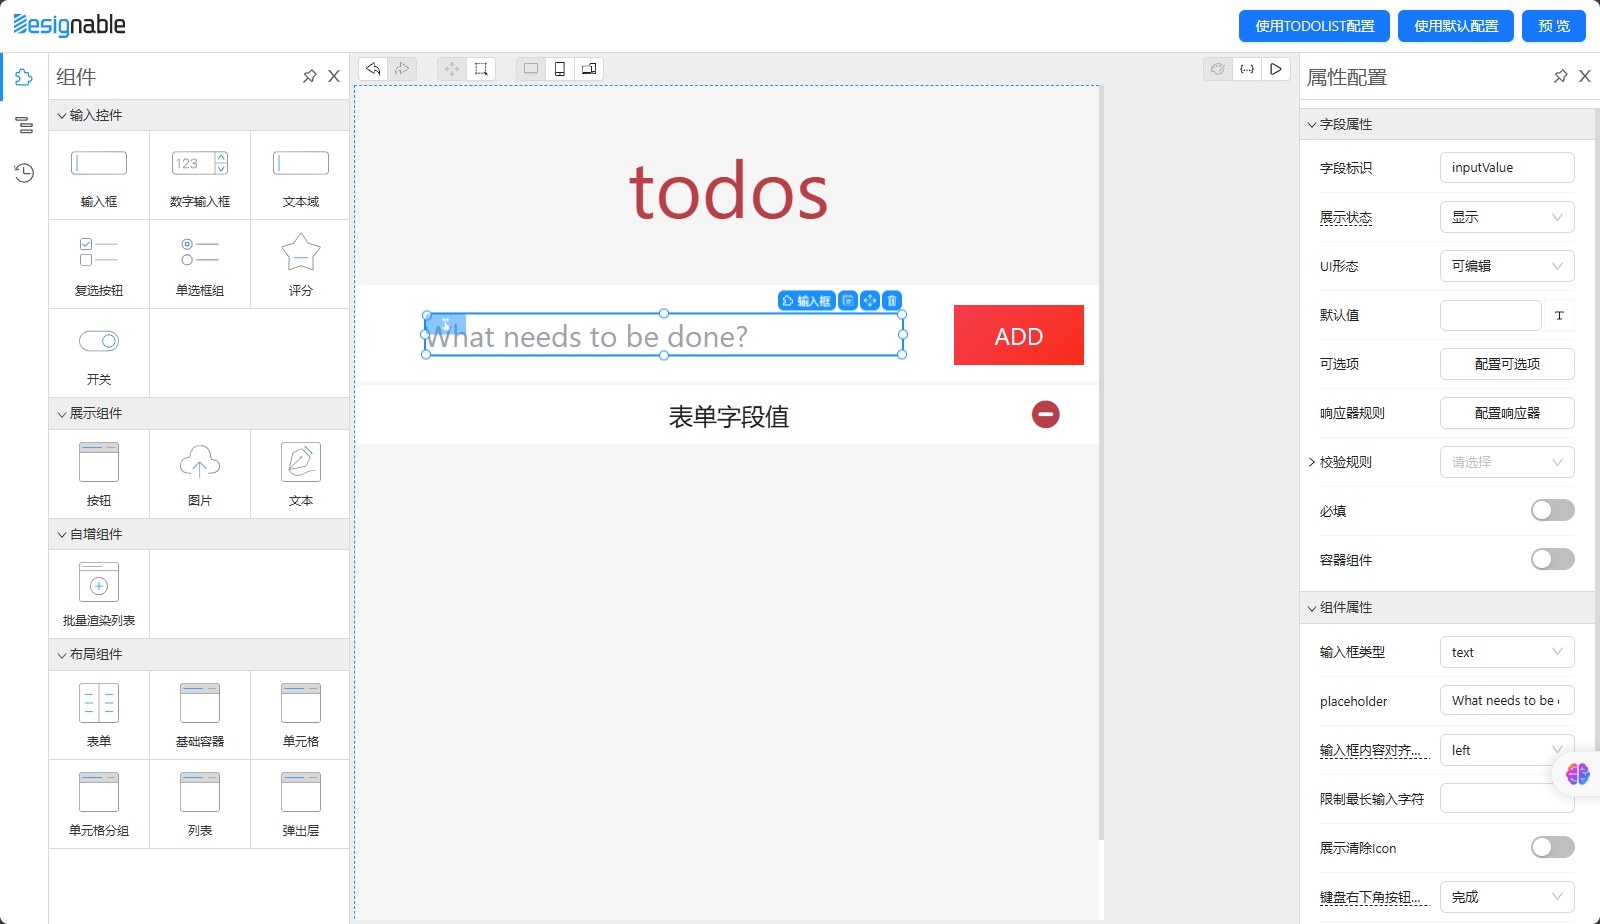 Designable
使用TODOLIST配置
使用默认配置
预 览
组件
输入控件
输入框
123
数字输入框
文本域
复选按钮
单选框组
评分
开关
展示组件
按钮
图片
文本
自增组件
批量渲染列表
布局组件
表单
基础容器
单元格
单元格分组
列表
弹出层
todos
输入框
What needs to be done?
ADD
表单字段值
属性配置
字段属性
字段标识
inputValue
展示状态
显示
UI形态
可编辑
默认值
T
可选项
配置可选项
响应器规则
配置响应器
校验规则
请选择
必填
容器组件
组件属性
输入框类型
text
placeholder
What needs to be
输入框内容对齐...
left
限制最长输入字符
展示清除Icon
键盘右下角按钮...
完成